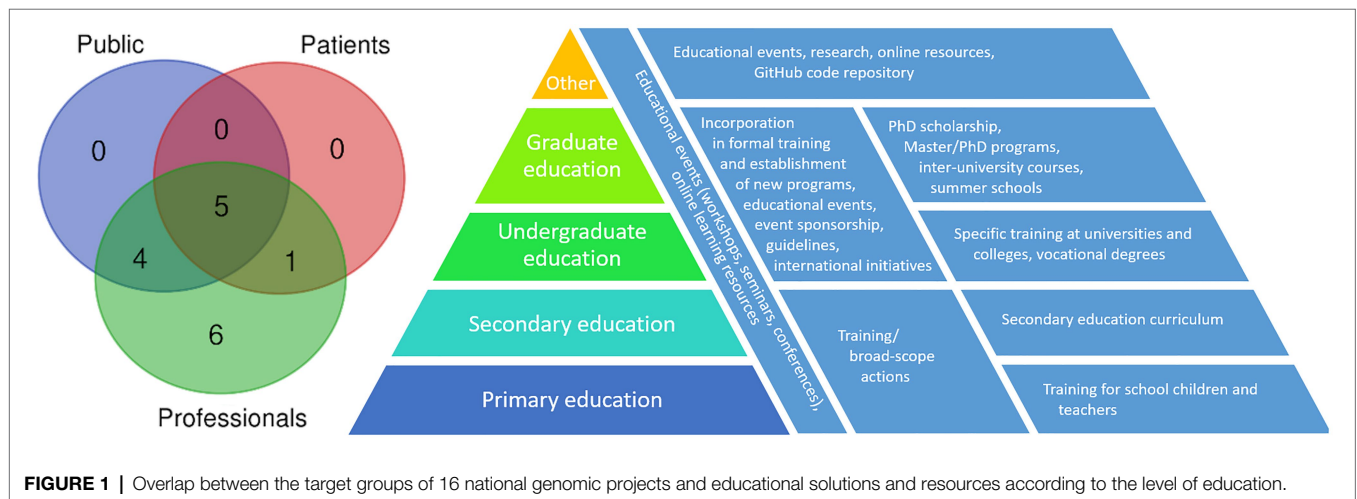 Public
Patients
0
0
0
5
4
1
6
Professionals
Other
Graduate
education
Undergraduate
education
Secondary education
Primary education
Educational events (workshops, seminars, conferences),
online learning resources
Educational events, research, online resources,
GitHub code repository
Incorporation
in formal training
and establishment
of new programs,
educational events,
event sponsorship,
guidelines,
international initiatives
PhD scholarship,
Master/PhD programs,
inter-university courses,
summer schools
Specific training at universities and
colleges, vocational degrees
Training/
broad-scope
actions
Secondary education curriculum
Training for school children and
teachers
FIGURE 1 | Overlap between the target groups of 16 national genomic projects and educational solutions and resources according to the level of education.